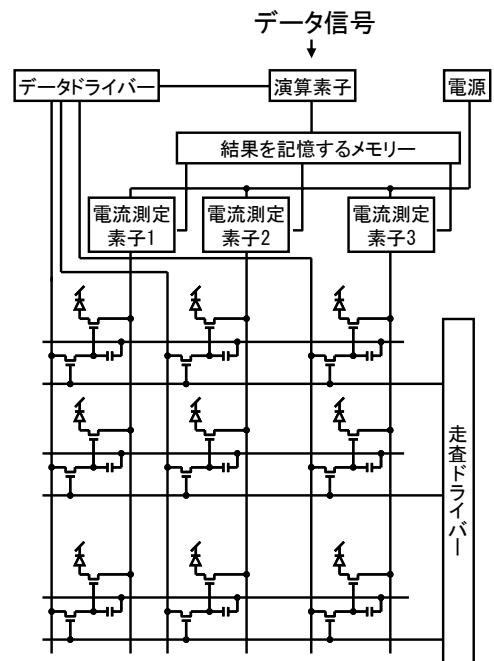 データ信号
データドライバー
演算素子
電源
結果を記憶するメモリー
電流測定
素子1
電流測定
素子2
電流測定
素子3
走査ドライバー